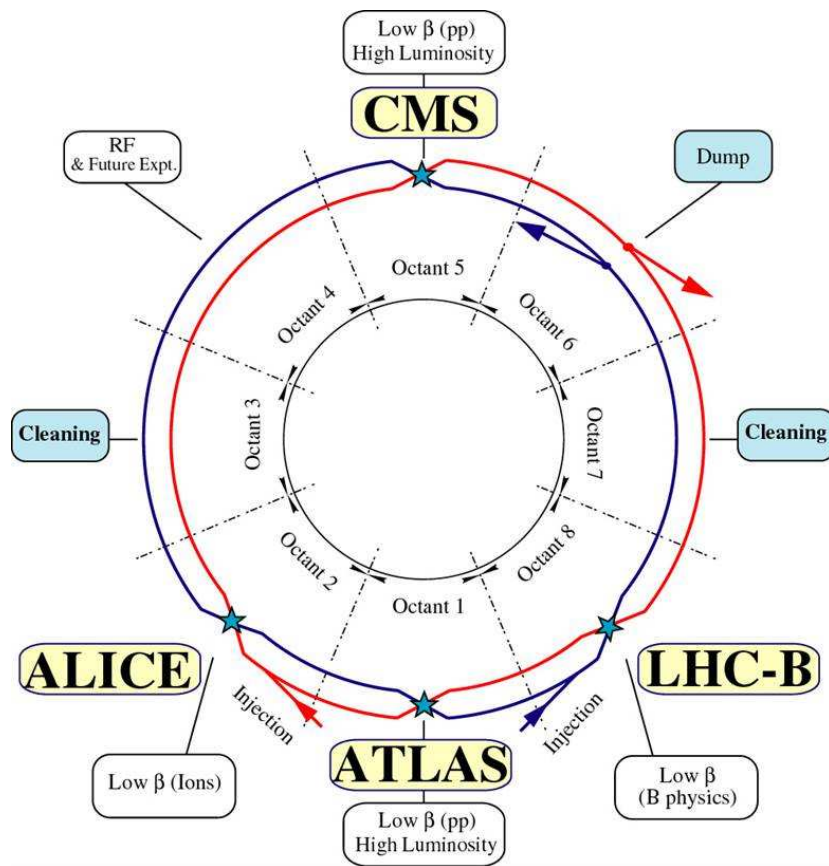 Low β (pp)
High Luminosity
CMS
RF
& Future Expt.
Dump
Octant 5
Octant 4
Octant 6
Cleaning
Octant 3
Octant 7
Cleaning
Octant 2
Octant 8
Octant 1
ALICE
LHC-B
Injection
Injection
ATLAS
Low β (Ions)
Low β
(B physics)
Low β (pp)
High Luminosity